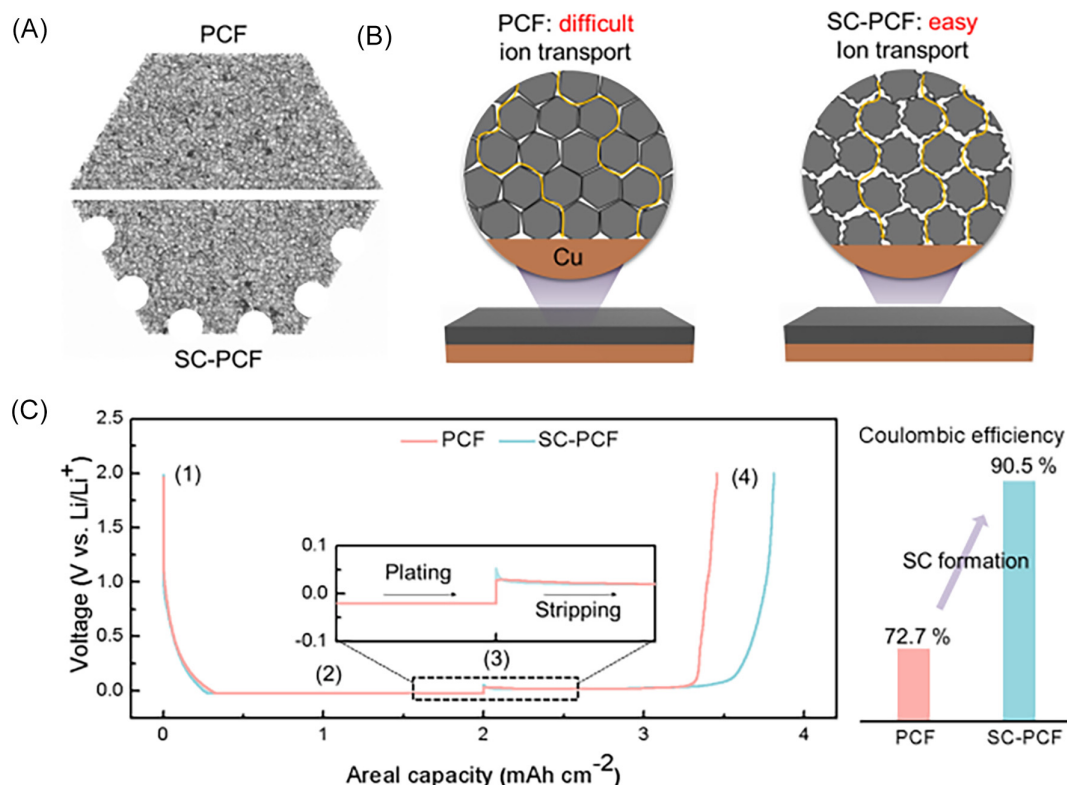 (A)
PCF
SC-PCF
(B)
PCF: difficult
ion transport
SC-PCF: easy
Ion transport
Cu
(C)
2.5
2.0
1.5
1.0
0.5
0.0
Voltage (V vs. Li/Li+)
PCF
SC-PCF
(1)
(2)
(3)
(4)
0.1
0.0
-0.1
Plating
Stripping
0
1
2
3
4
Areal capacity (mAh cm-2)
Coulombic efficiency
90.5 %
SC formation
72.7 %
PCF
SC-PCF